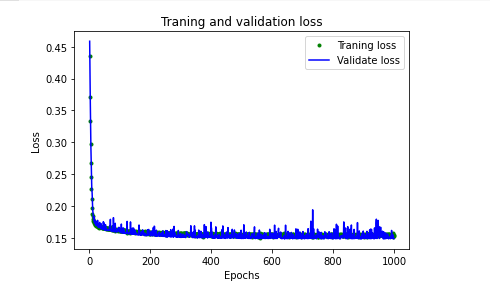 Traning and validation loss
Traning loss
Validate loss
Loss
0.45
0.40
0.35
0.30
0.25
0.20
0.15
0
200
400
600
800
1000
Epochs